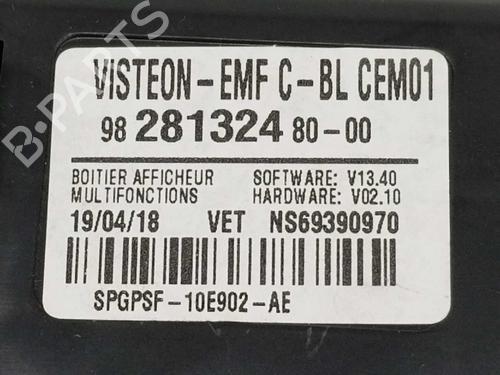 VISTEON-EMF C-BL CEM01
98 281324 80-00
BOITIER AFFICHEUR SOFTWARE: V13.40
MULTIFONCTIONS HARDWARE: V02.10
19/04/18 VET NS69390970
SPGPSF-10E902-AE
B-PARTS